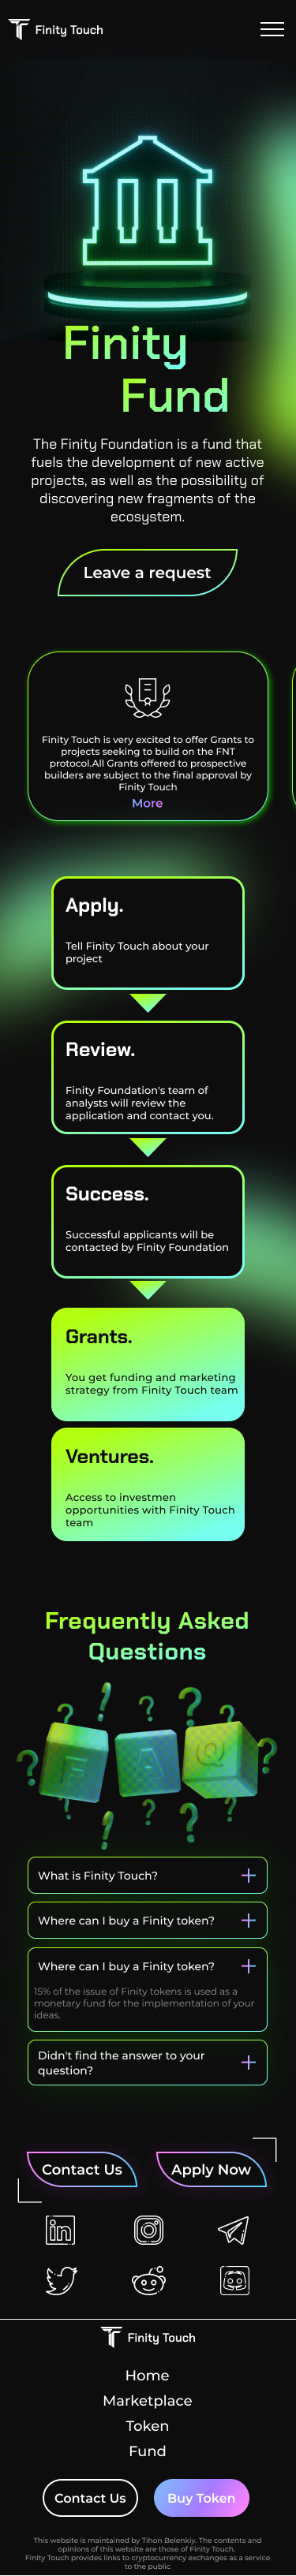 Finity Touch
Finity
Fund
The Finity Foundation is a fund that
fuels the development of new active
projects, as well as the possibility of
discovering new fragments of the
ecosystem.
Leave a request
Finity Touch is very excited to offer Grants to
projects seeking to build on the FNT
protocol.All Grants offered to prospective
builders are subject to the final approval by
Finity Touch
More
Apply.
Tell Finity Touch about your
project
Review.
Finity Foundation's team of
analysts will review the
application and contact you.
Success.
Successful applicants will be
contacted by Finity Foundation
Grants.
You get funding and marketing
strategy from Finity Touch team
Ventures.
Access to investmen
opportunities with Finity Touch
team
Frequently Asked
Questions
F A Q
What is Finity Touch?
Where can I buy a Finity token?
Where can I buy a Finity token?
15% of the issue of Finity tokens is used as a
monetary fund for the implementation of your
ideas.
Didn't find the answer to your
question?
Contact Us
Apply Now
in
Finity Touch
Home
Marketplace
Token
Fund
Contact Us
Buy Token
This website is maintained by Tihon Belenkiy. The contents and
opinions of this website are those of Finity Touch.
Finity Touch provides links to cryptocurrency exchanges as a service
to the public